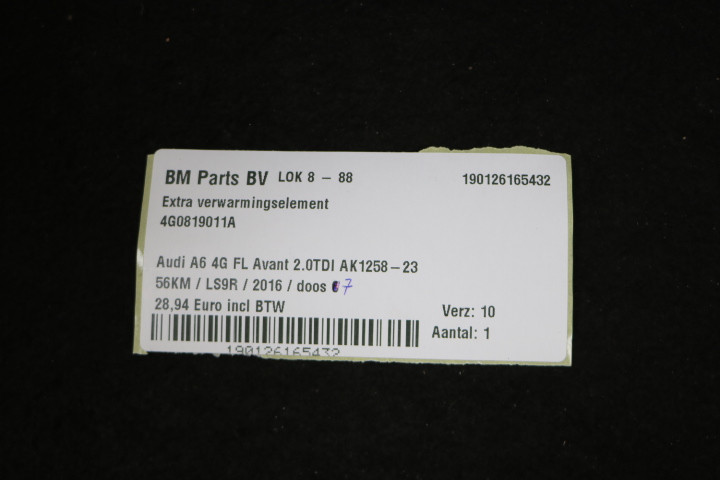 BM Parts BV LOK 8 - 88 190126165432
Extra verwarmingselement
4G0819011A
Audi A6 4G FL Avant 2.0TDI AK1258-23
56KM / LS9R / 2016 / doos 7
28,94 Euro incl BTW
Verz: 10
Aantal: 1
190126165432